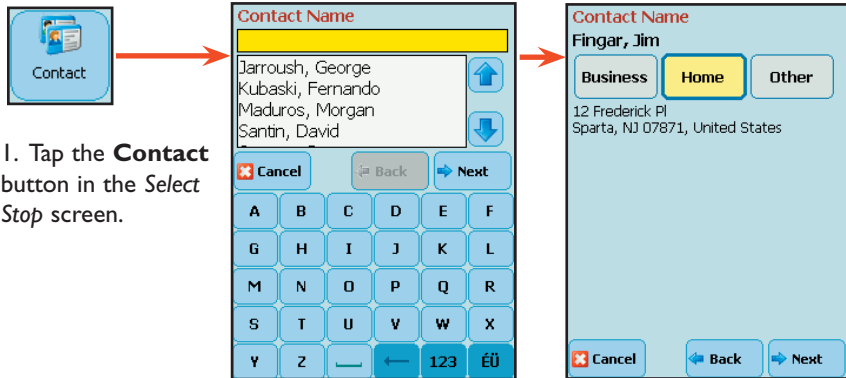 Contact
1. Tap the Contact
button in the Select
Stop screen.
Contact Name
Jarroush, George
Kubaski, Fernando
Maduros, Morgan
Santin, David
Cancel Back Next
A B C D E F
G H I J K L
M N O P Q R
S T U V W X
Y Z 123 ÉÜ
Contact Name
Fingar, Jim
Business Home Other
12 Frederick Pl
Sparta, NJ 07871, United States
Cancel Back Next